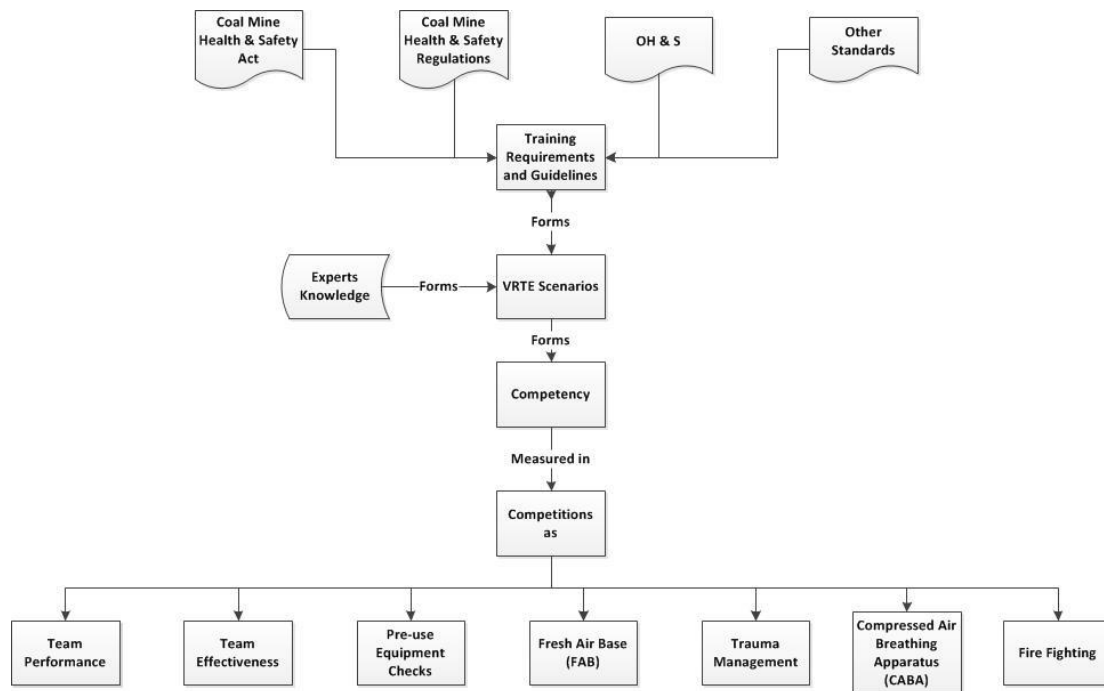 Coal Mine
Health & Safety
Act
Coal Mine
Health & Safety
Regulations
OH & S
Other
Standards
Training
Requirements
and Guidelines
Forms
Experts
Knowledge
Forms
VRTE Scenarios
Forms
Competency
Measured in
Competitions
as
Team
Performance
Team
Effectiveness
Pre-use
Equipment
Checks
Fresh Air Base
(FAB)
Trauma
Management
Compressed Air
Breathing
Apparatus
(CABA)
Fire Fighting